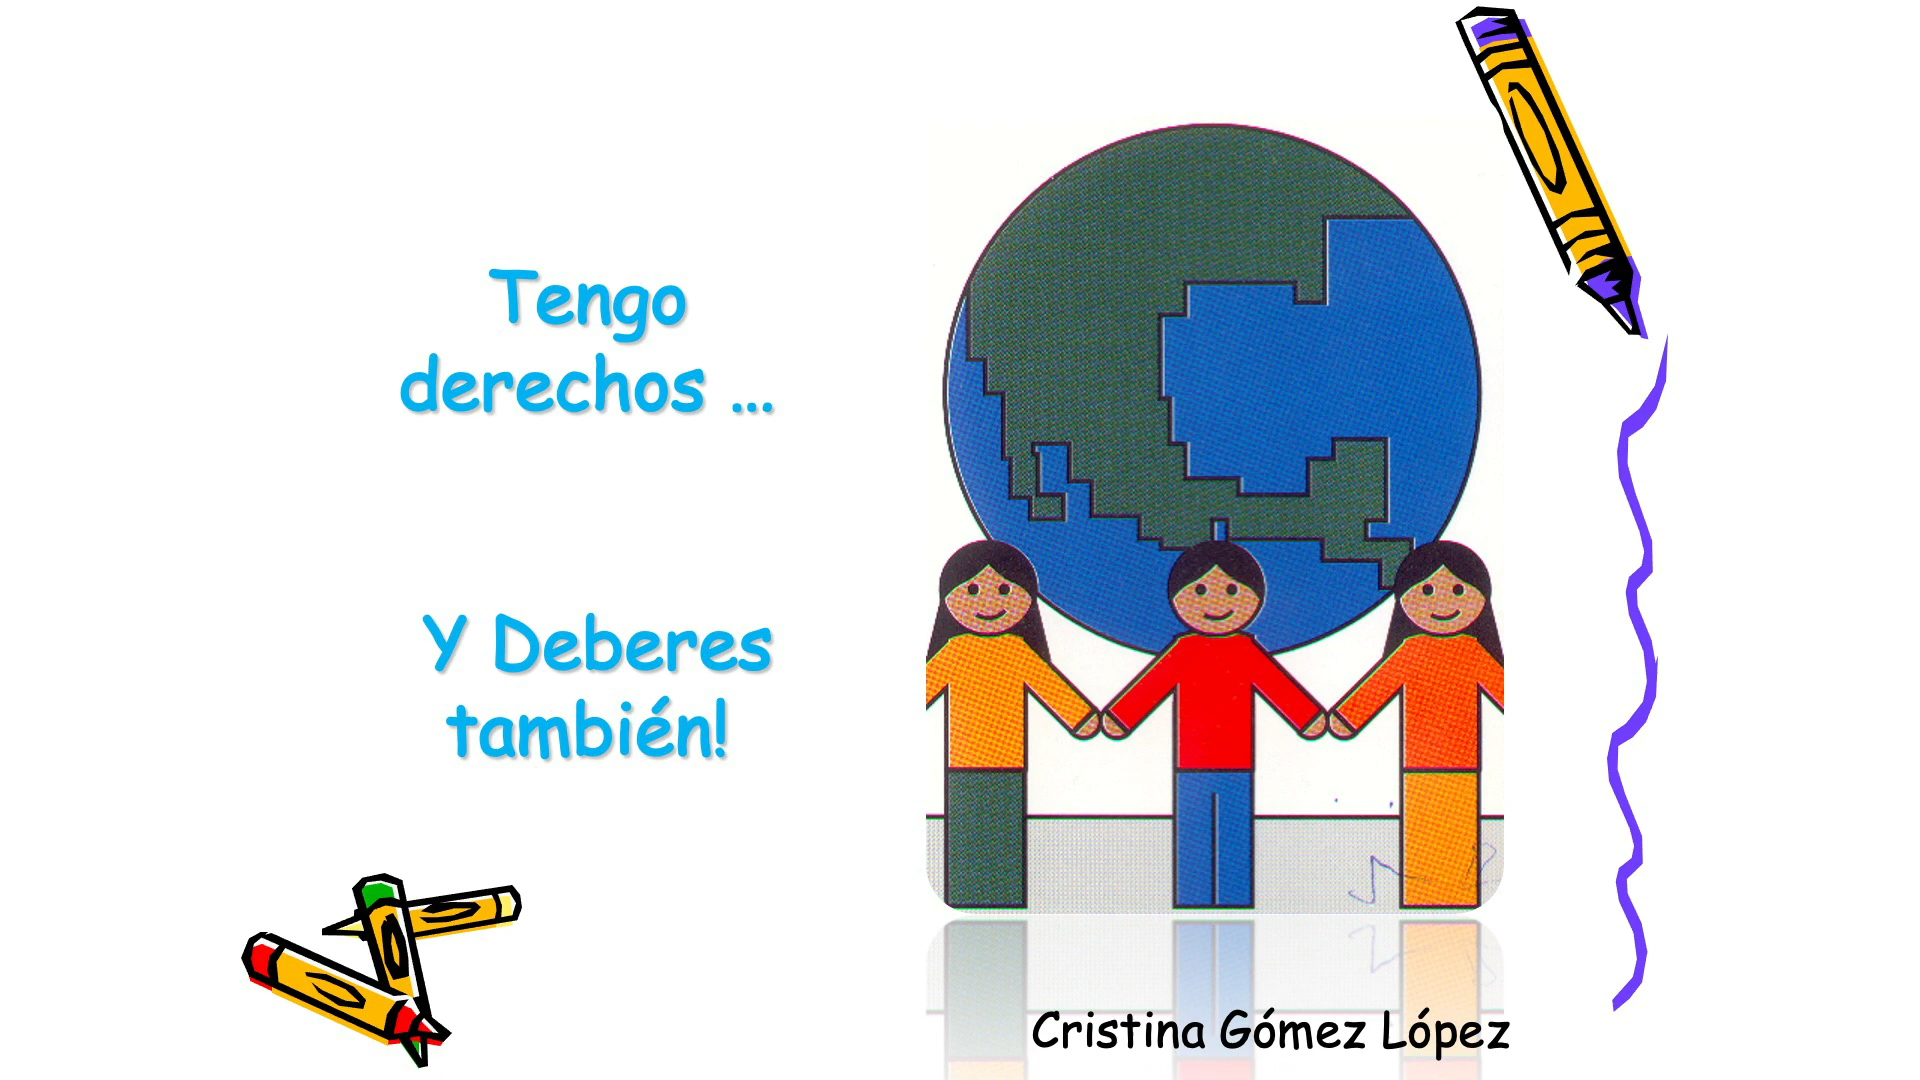 Tengo
derechos ...
Y Deberes
también!
Cristina Gómez López